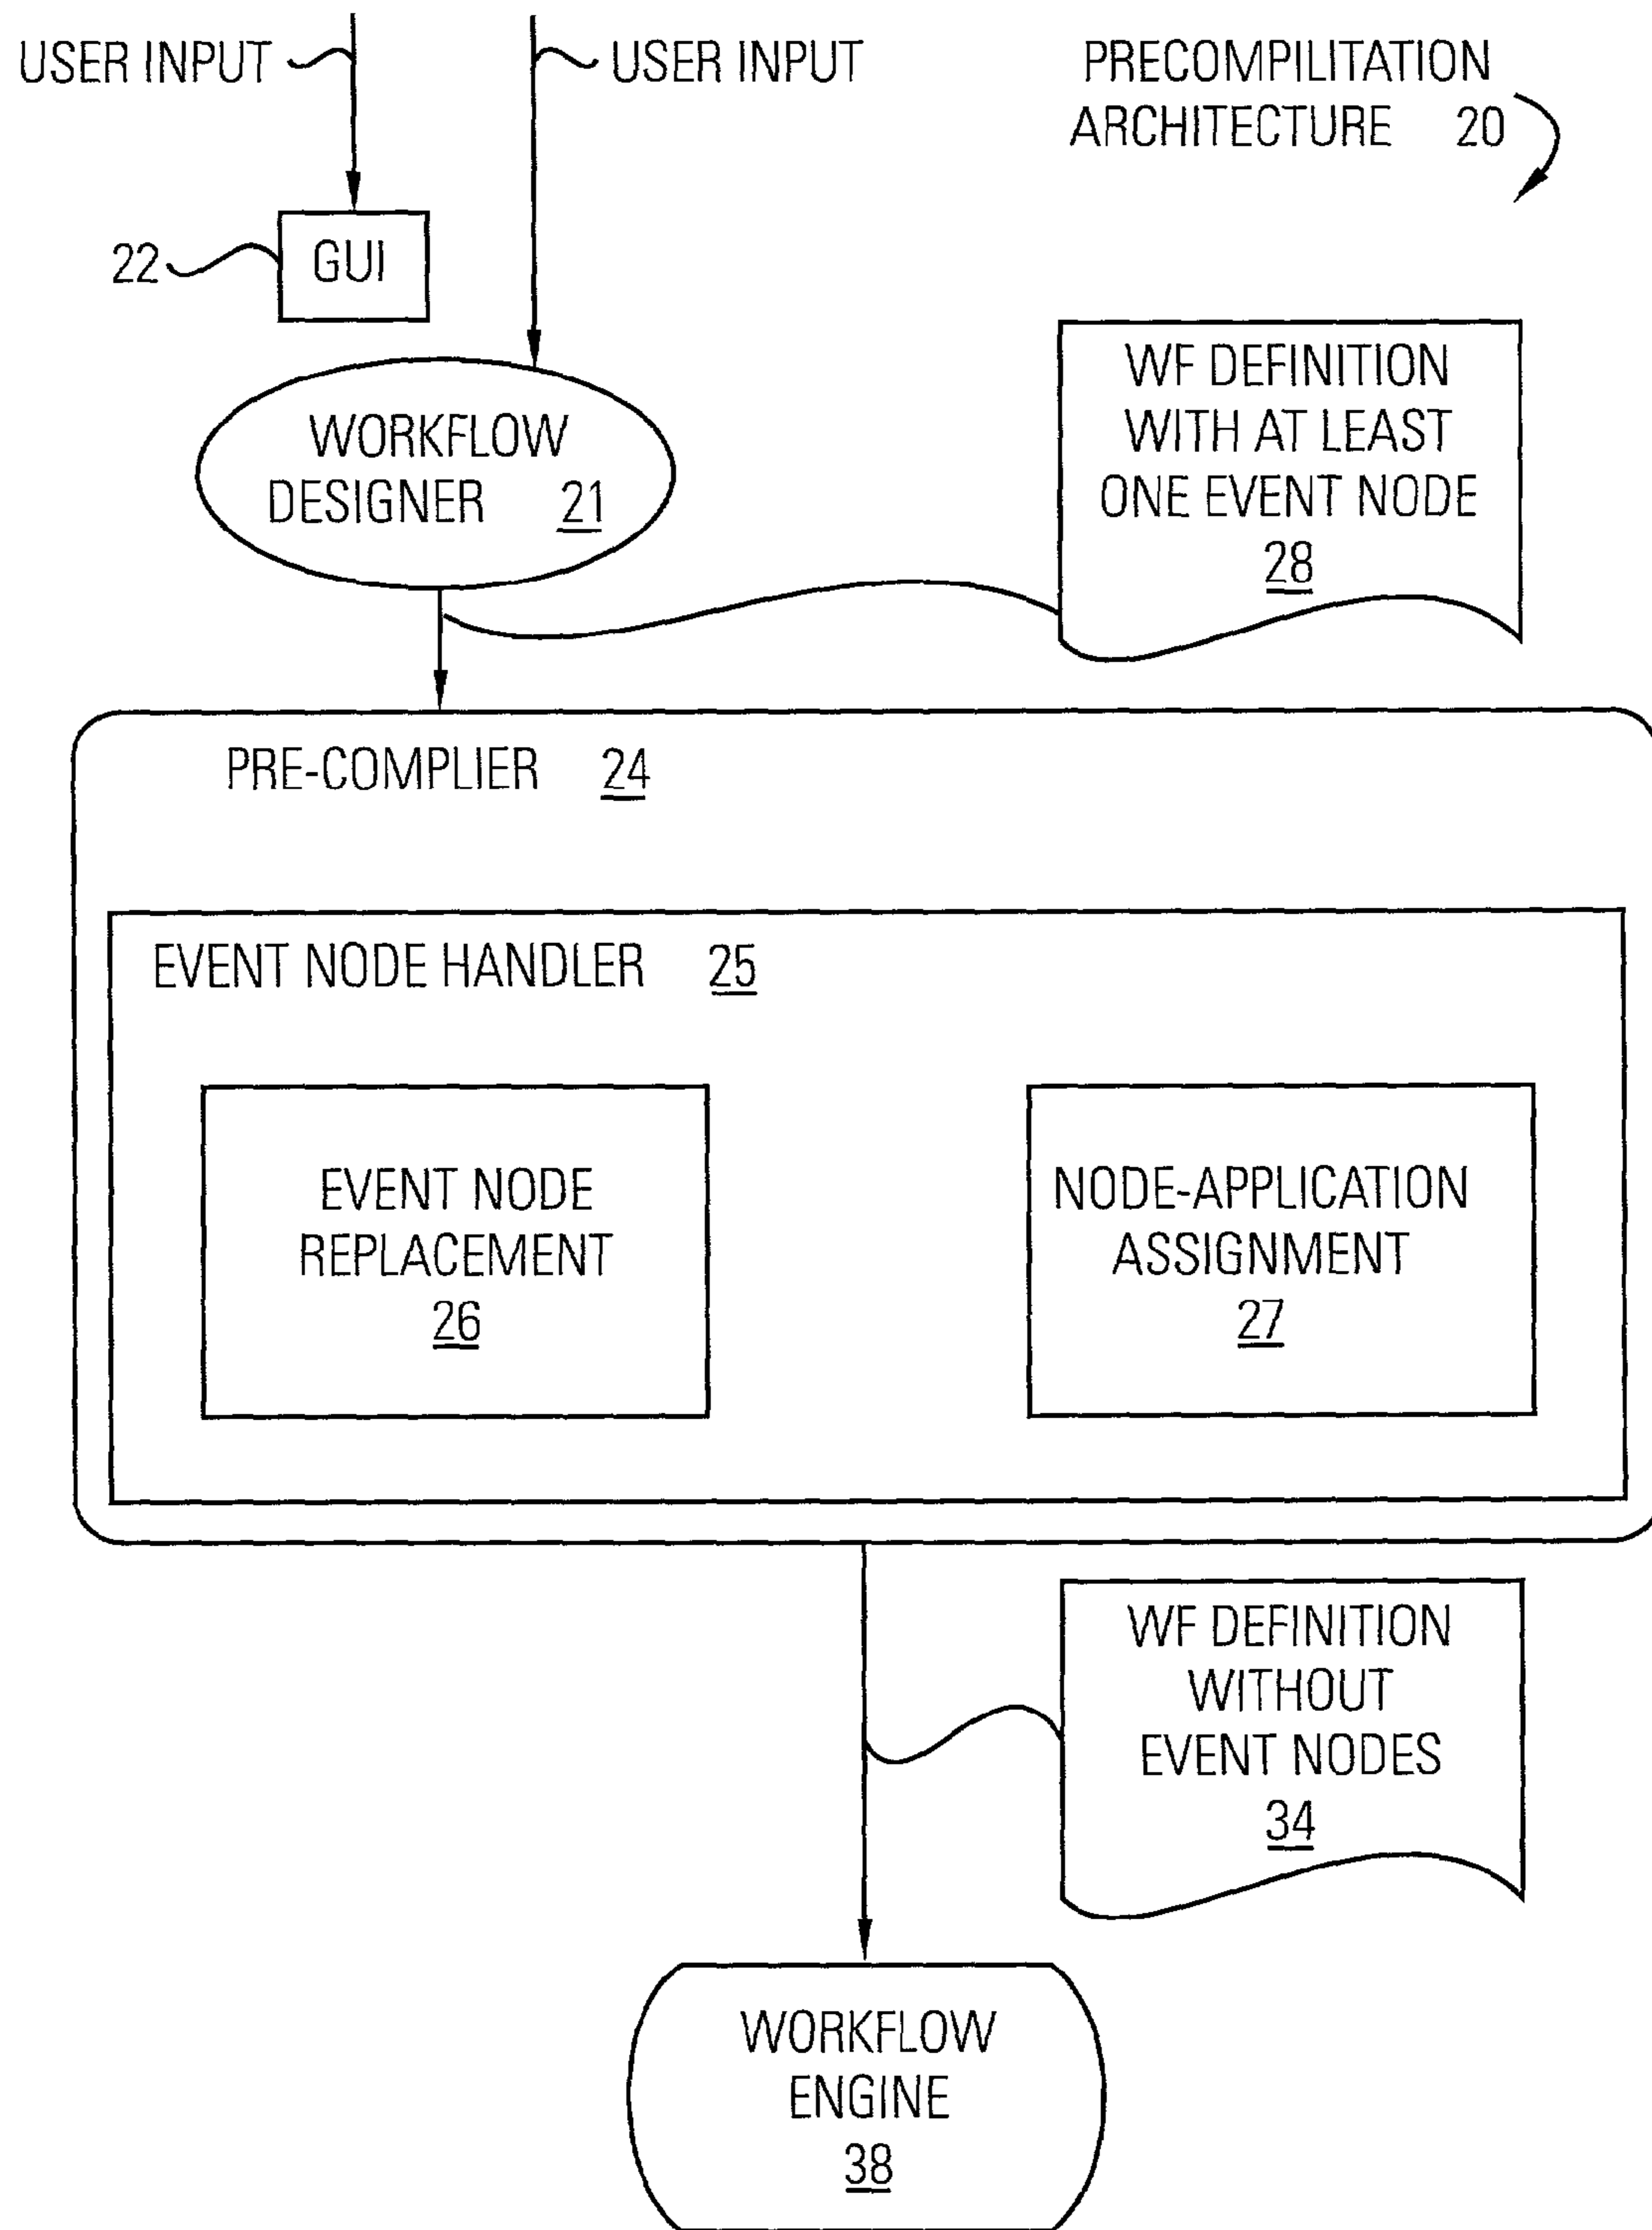 USER INPUT
USER INPUT
PRECOMPILITATION
ARCHITECTURE 20
22
GUI
WORKFLOW
DESIGNER 21
WF DEFINITION
WITH AT LEAST
ONE EVENT NODE
28
PRE-COMPLIER 24
EVENT NODE HANDLER 25
EVENT NODE
REPLACEMENT
26
NODE-APPLICATION
ASSIGNMENT
27
WF DEFINITION
WITHOUT
EVENT NODES
34
WORKFLOW
ENGINE
38